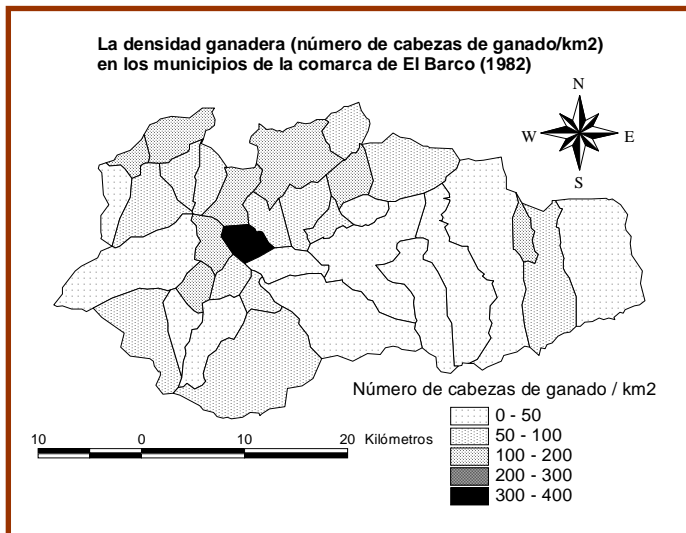 La densidad ganadera (número de cabezas de ganado/km2)
en los municipios de la comarca de El Barco (1982)
N
W
E
S
Número de cabezas de ganado / km2
0 - 50
50 - 100
100 - 200
200 - 300
300 - 400
10 0 10 20 Kilómetros